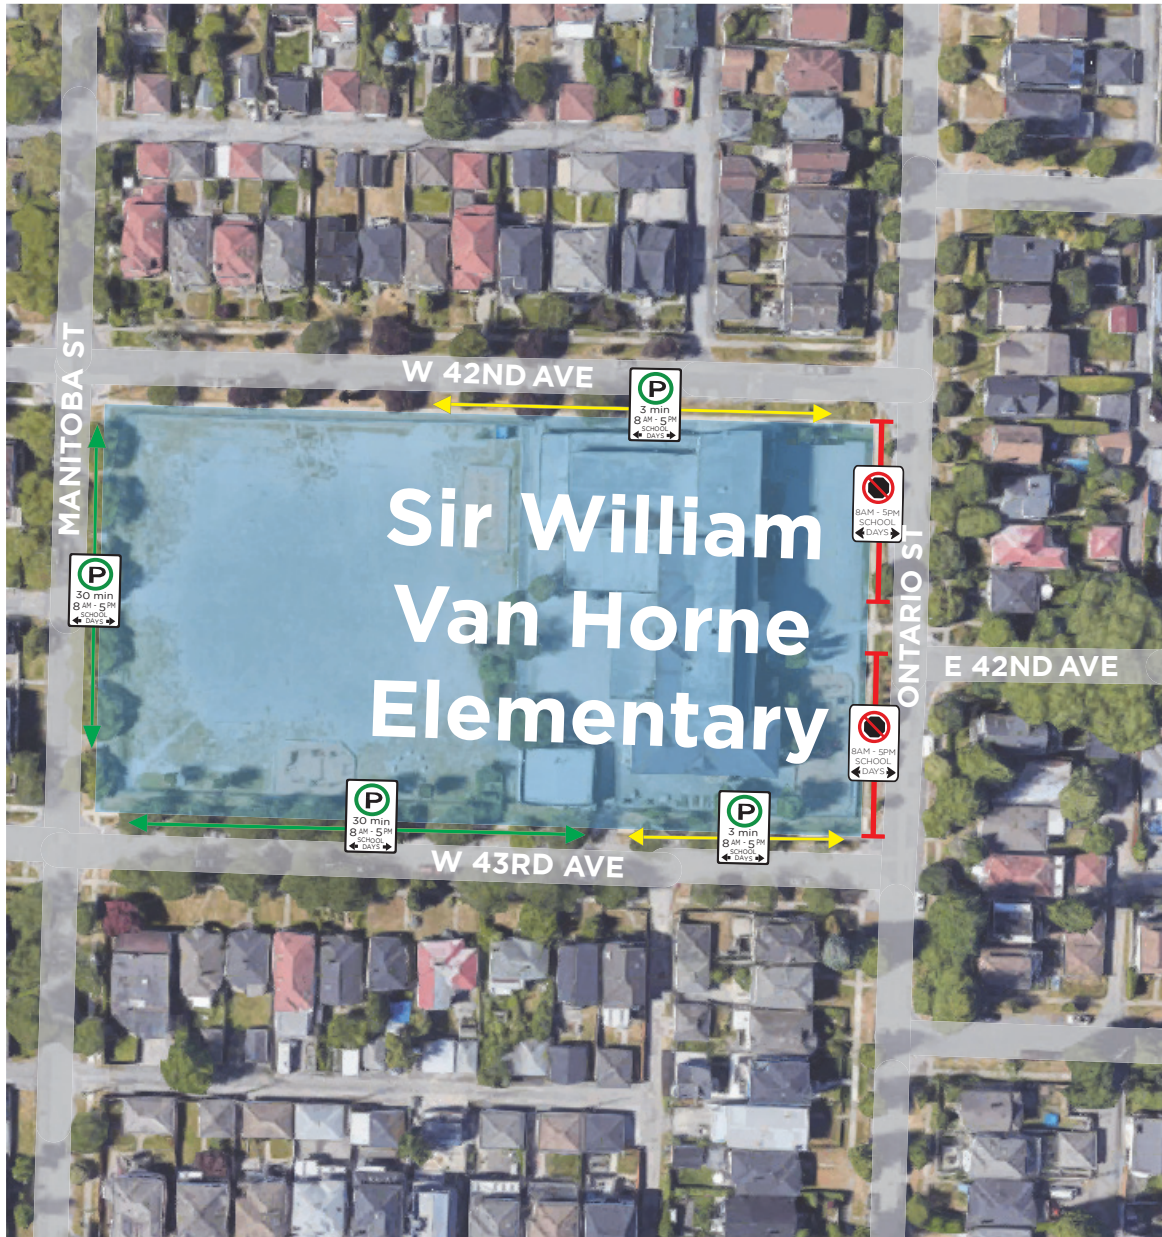 W 42ND AVE
MANITOBA ST
P
3 min
8 AM - 5 PM
SCHOOL
DAYS
8AM - 5PM
SCHOOL
DAYS
Sir William
Van Horne
Elementary
P
30 min
8 AM - 5 PM
SCHOOL
DAYS
ONTARIO ST
E 42ND AVE
8AM - 5PM
SCHOOL
DAYS
P
30 min
8 AM - 5 PM
SCHOOL
DAYS
P
3 min
8 AM - 5 PM
SCHOOL
DAYS
W 43RD AVE